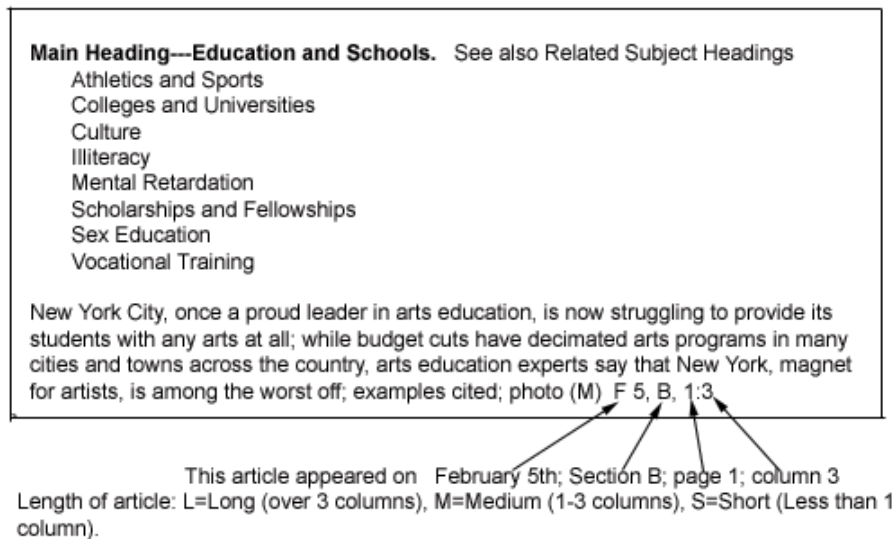 Main Heading---Education and Schools. See also Related Subject Headings
Athletics and Sports
Colleges and Universities
Culture
Illiteracy
Mental Retardation
Scholarships and Fellowships
Sex Education
Vocational Training
New York City, once a proud leader in arts education, is now struggling to provide its
students with any arts at all; while budget cuts have decimated arts programs in many
cities and towns across the country, arts education experts say that New York, magnet
for artists, is among the worst off; examples cited; photo (M) F 5, B, 1:3
This article appeared on February 5th; Section B; page 1; column 3
Length of article: L=Long (over 3 columns), M=Medium (1-3 columns), S=Short (Less than 1
column).